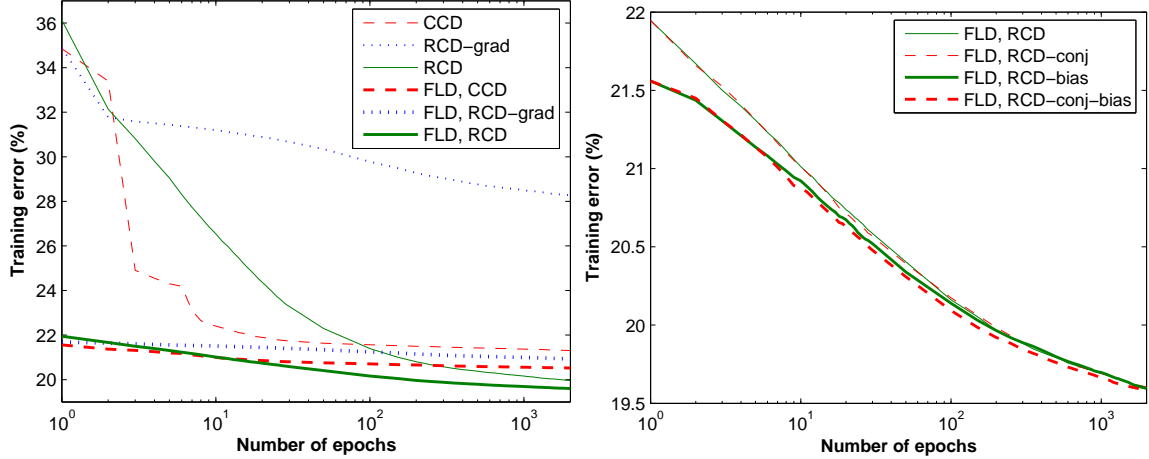 36
34
32
30
28
26
24
22
20
10^0
10^1
10^2
10^3
Training error (%)
Number of epochs
CCD
RCD−grad
RCD
FLD, CCD
FLD, RCD−grad
FLD, RCD
22
21.5
21
20.5
20
19.5
10^0
10^1
10^2
10^3
Training error (%)
Number of epochs
FLD, RCD
FLD, RCD−conj
FLD, RCD−bias
FLD, RCD−conj−bias